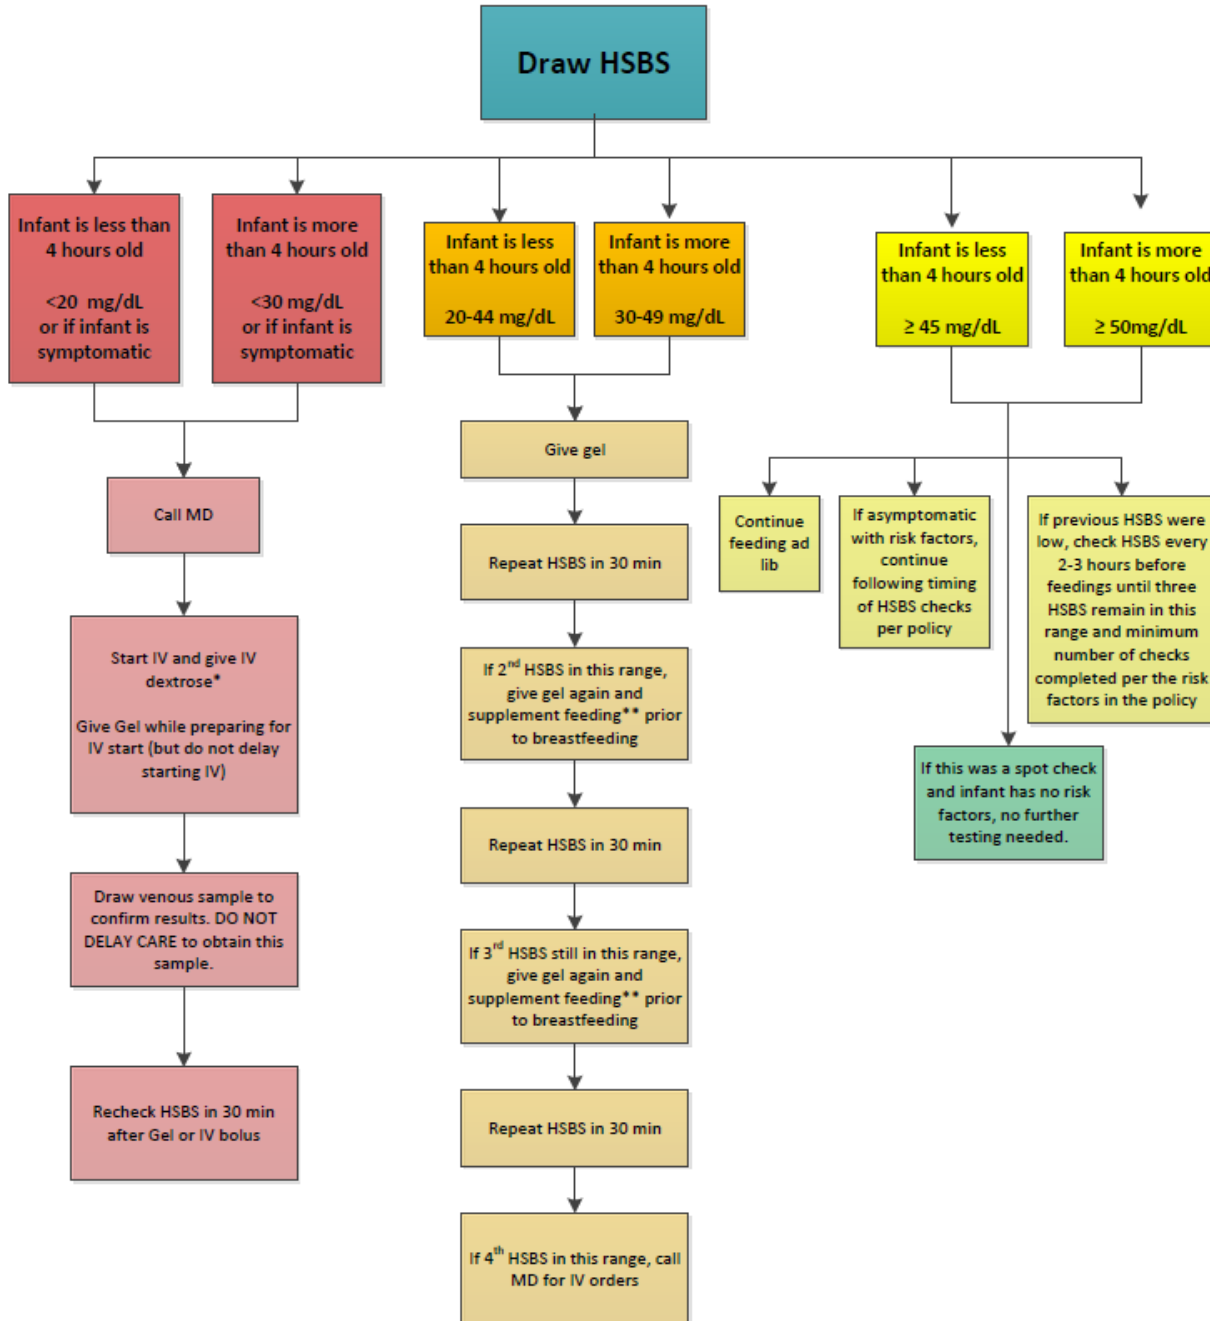 Draw HSBS
Infant is less than
4 hours old
<20 mg/dL
or if infant is
symptomatic
Infant is more
than 4 hours old
<30 mg/dL
or if infant is
symptomatic
Infant is less
than 4 hours old
20-44 mg/dL
Infant is more
than 4 hours old
30-49 mg/dL
Infant is less
than 4 hours old
≥ 45 mg/dL
Infant is more
than 4 hours old
≥ 50mg/dL
Call MD
Start IV and give IV
dextrose*
Give Gel while preparing for
IV start (but do not delay
starting IV)
Draw venous sample to
confirm results. DO NOT
DELAY CARE to obtain this
sample.
Recheck HSBS in 30 min
after Gel or IV bolus
Give gel
Repeat HSBS in 30 min
If 2nd HSBS in this range,
give gel again and
supplement feeding** prior
to breastfeeding
Repeat HSBS in 30 min
If 3rd HSBS still in this range,
give gel again and
supplement feeding** prior
to breastfeeding
Repeat HSBS in 30 min
If 4th HSBS in this range, call
MD for IV orders
Continue
feeding ad
lib
If asymptomatic
with risk factors,
continue
following timing
of HSBS checks
per policy
If previous HSBS were
low, check HSBS every
2-3 hours before
feedings until three
HSBS remain in this
range and minimum
number of checks
completed per the risk
factors in the policy
If this was a spot check
and infant has no risk
factors, no further
testing needed.